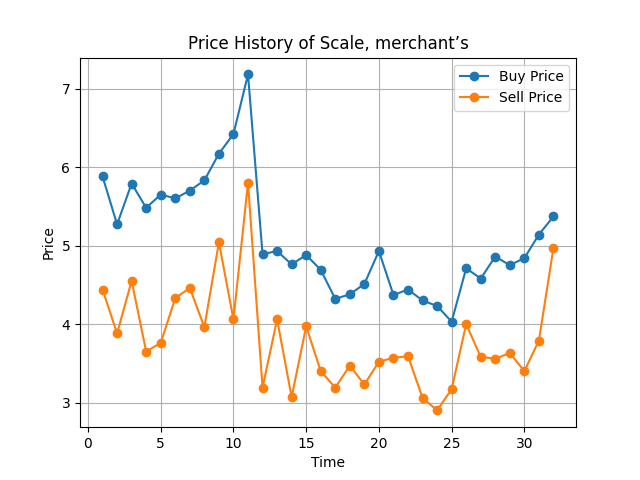 Price History of Scale, merchant’s
Buy Price
Sell Price
7
6
5
4
3
Price
0 5 10 15 20 25 30
Time